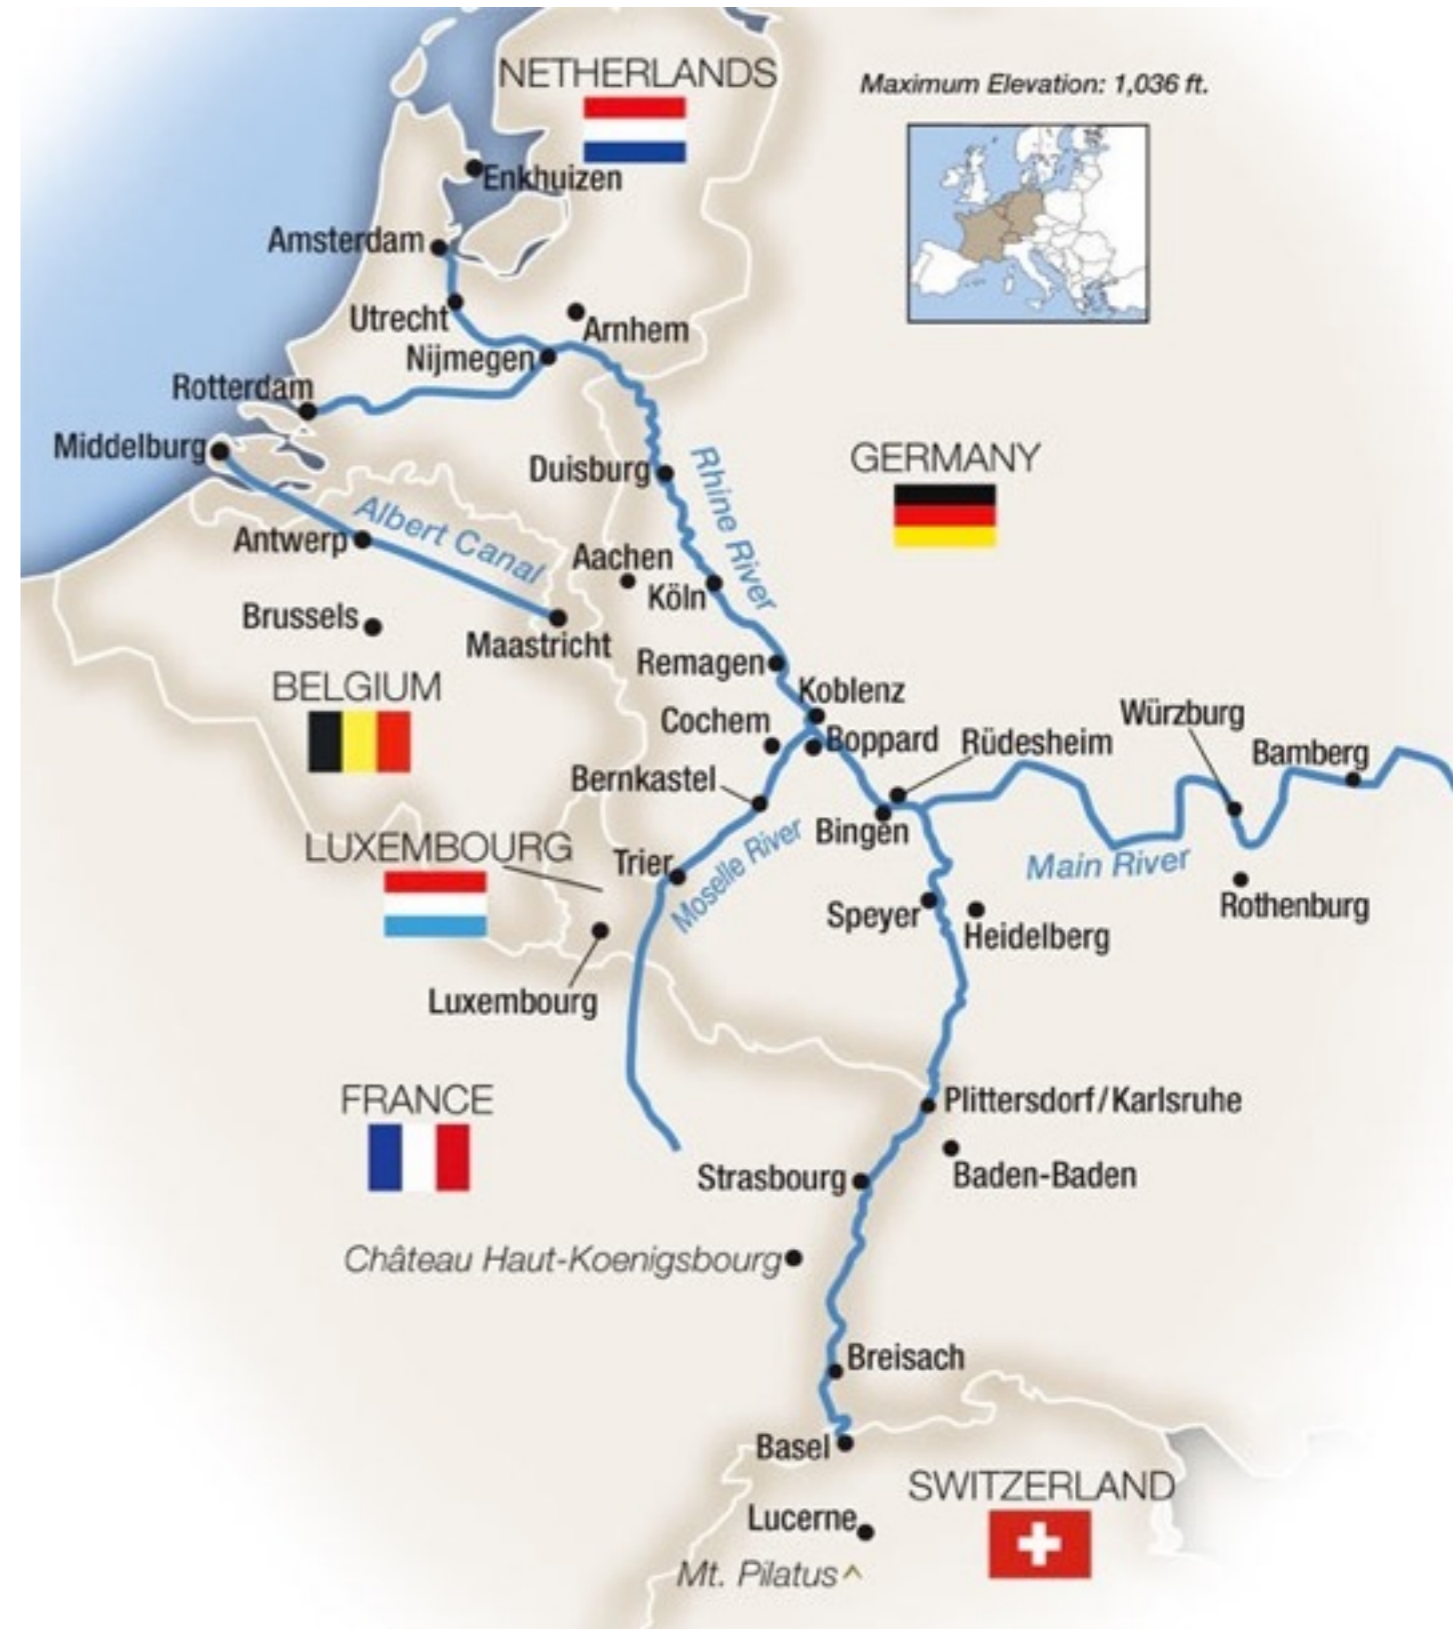 NETHERLANDS
Maximum Elevation: 1,036 ft.
Enkhuizen
Amsterdam
Utrecht
Arnhem
Nijmegen
Rotterdam
Middelburg
Duisburg
Rhine River
GERMANY
Albert Canal
Antwerp
Aachen
Köln
Brussels
Maastricht
Remagen
BELGIUM
Koblenz
Cochem
Boppard
Rüdesheim
Würzburg
Bamberg
Bernkastel
Bingen
LUXEMBOURG
Trier
Moselle River
Main River
Speyer
Heidelberg
Rothenburg
Luxembourg
FRANCE
Plittersdorf/Karlsruhe
Strasbourg
Baden-Baden
Château Haut-Koenigsbourg
Breisach
Basel
SWITZERLAND
Lucerne
Mt. Pilatus